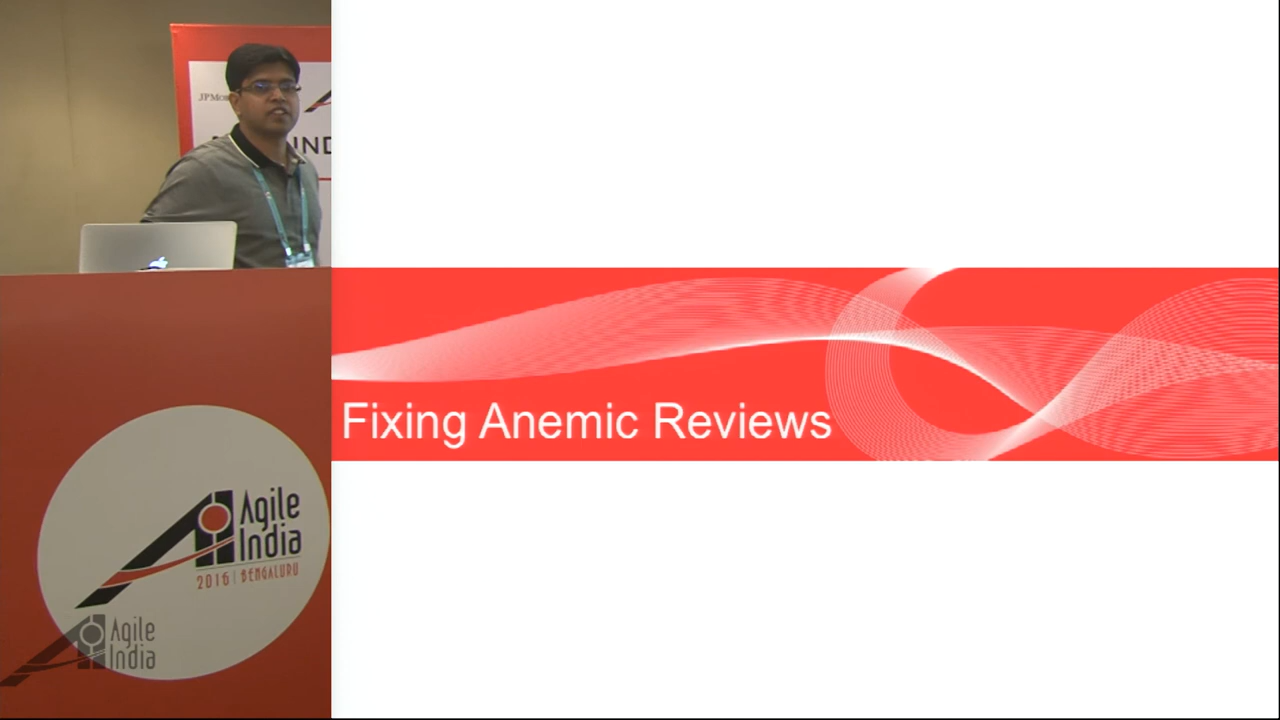 Fixing Anemic Reviews
Agile
India
2016 | BENGALURU
Agile
India